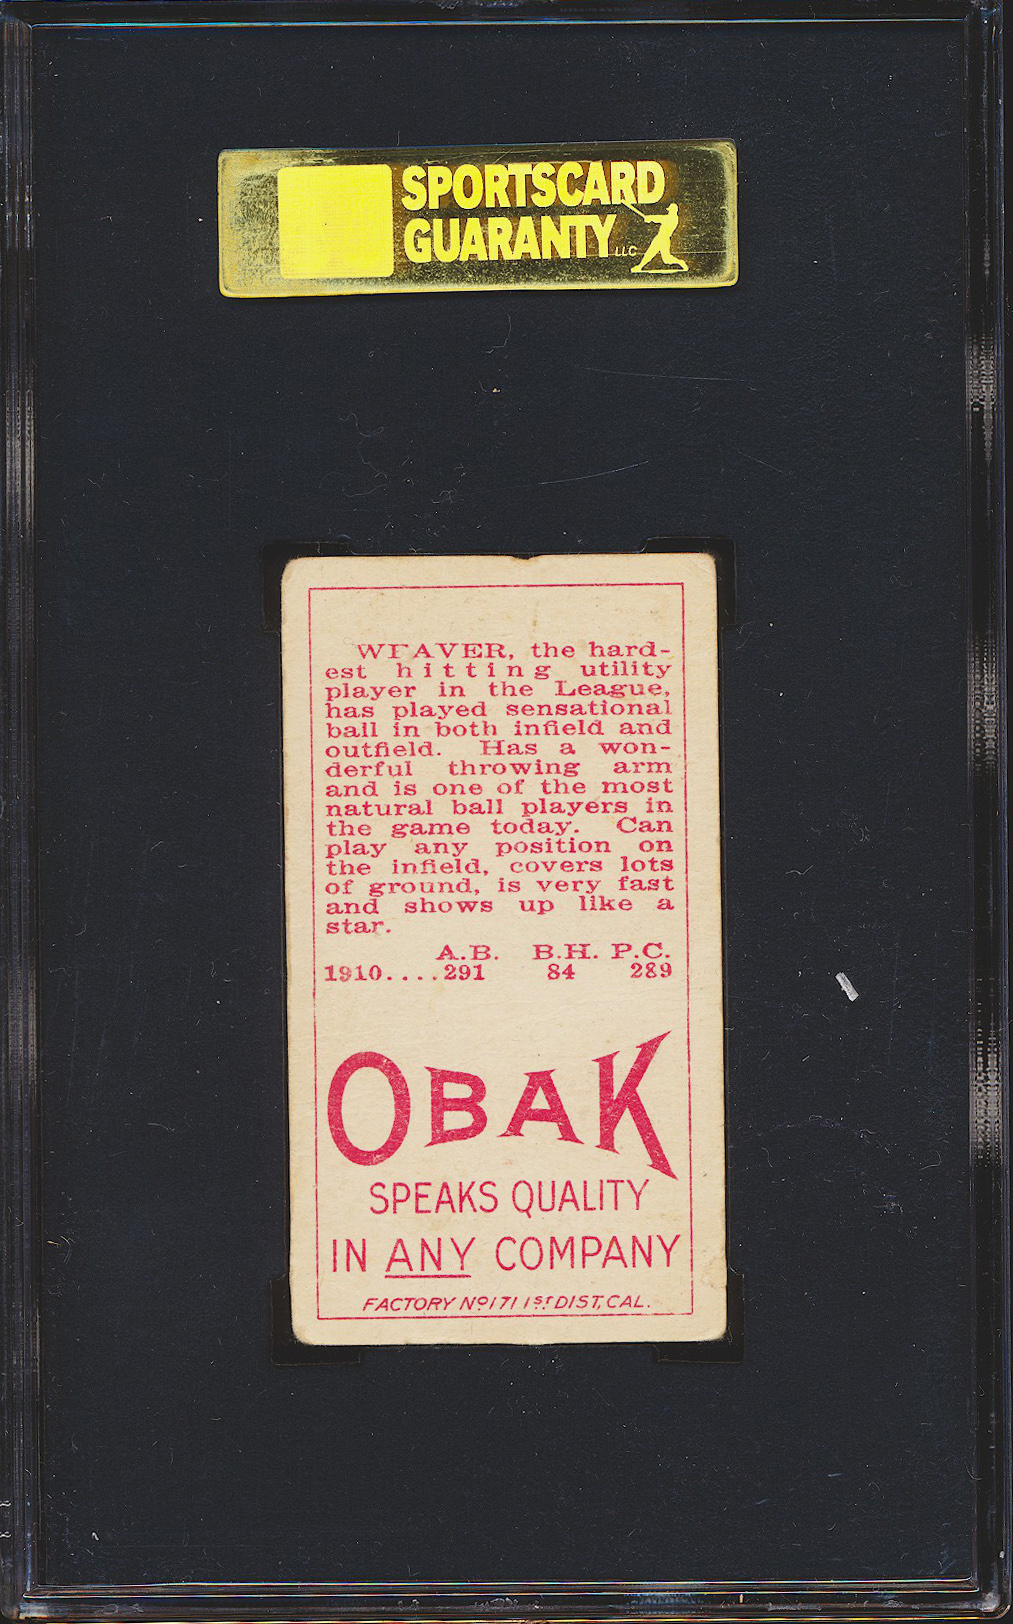 SPORTSCARD
GUARANTY LLC
WEAVER, the hard-
est hitting utility
player in the League,
has played sensational
ball in both infield and
outfield. Has a won-
derful throwing arm
and is one of the most
natural ball players in
the game today. Can
play any position on
the infield, covers lots
of ground, is very fast
and shows up like a
star.
A.B. B.H. P.C.
1910....291 84 289
OBAK
SPEAKS QUALITY
IN ANY COMPANY
FACTORY No 171 1ST DIST, CAL.